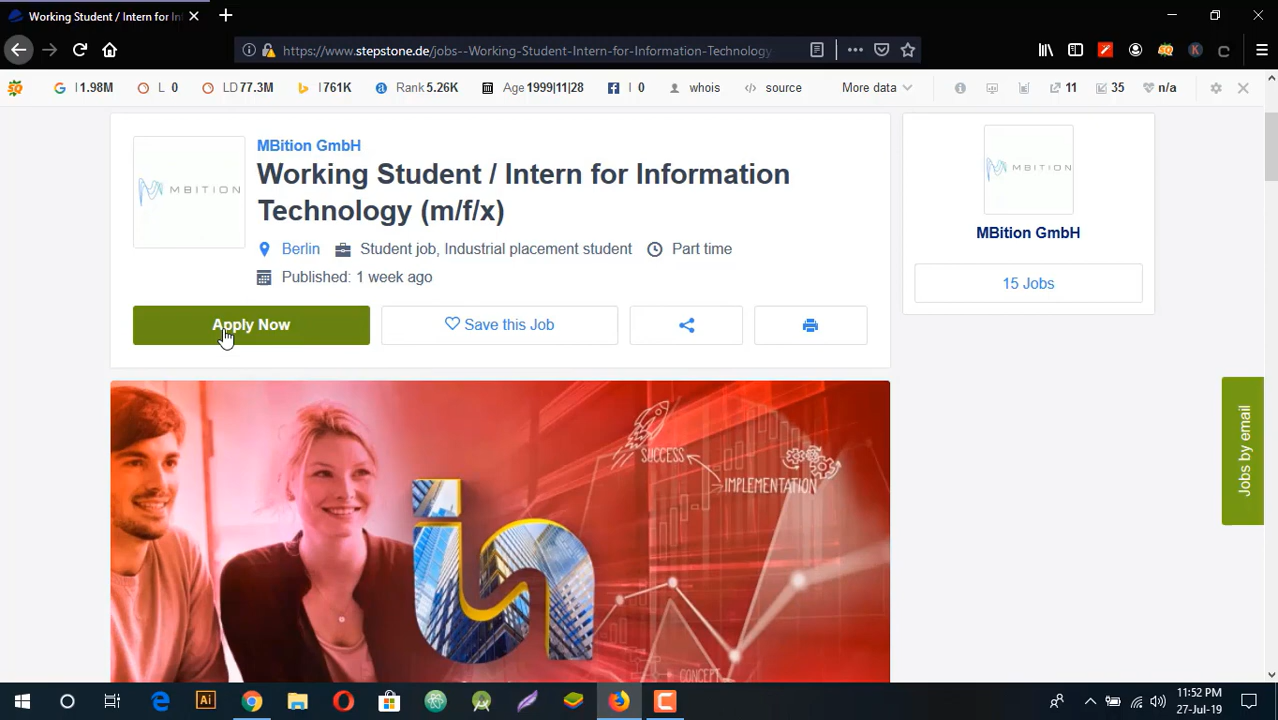 Working Student / Intern for In
https://www.stepstone.de/jobs--Working-Student-Intern-for-Information-Technology
I 1.98M
L 0
LD 77.3M
I 761K
Rank 5.26K
Age 1999|11|28
I 0
whois
source
More data
11
35
n/a
MBition GmbH
Working Student / Intern for Information
Technology (m/f/x)
Berlin
Student job, Industrial placement student
Part time
Published: 1 week ago
Apply Now
Save this Job
MBITION
MBITION
MBition GmbH
15 Jobs
SUCCESS
IMPLEMENTATION
CONCEPT
in
Jobs by email
Ai
11:52 PM
27-Jul-19